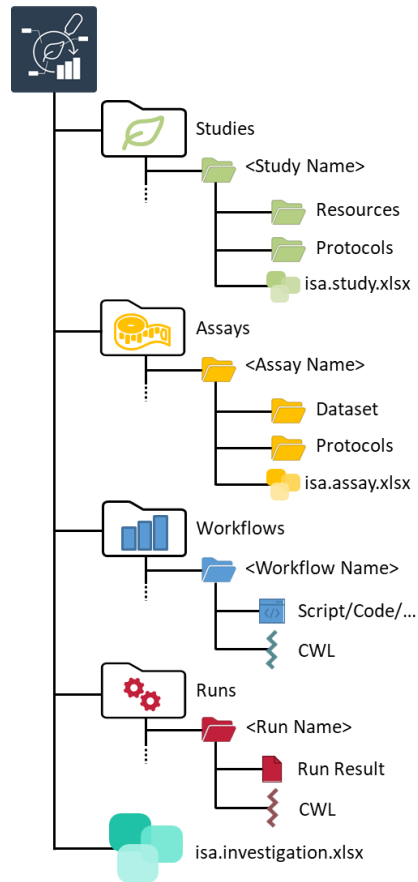 Studies
<Study Name>
Resources
Protocols
isa.study.xlsx
Assays
<Assay Name>
Dataset
Protocols
isa.assay.xlsx
Workflows
<Workflow Name>
Script/Code/...
CWL
Runs
<Run Name>
Run Result
CWL
isa.investigation.xlsx